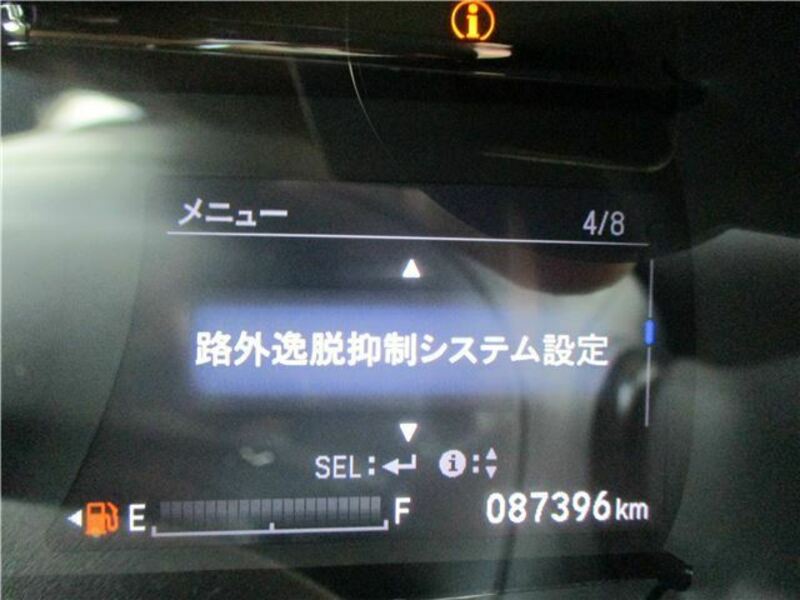 メニュー 4/8
路外逸脱抑制システム設定
SEL: i:
E F 087396km